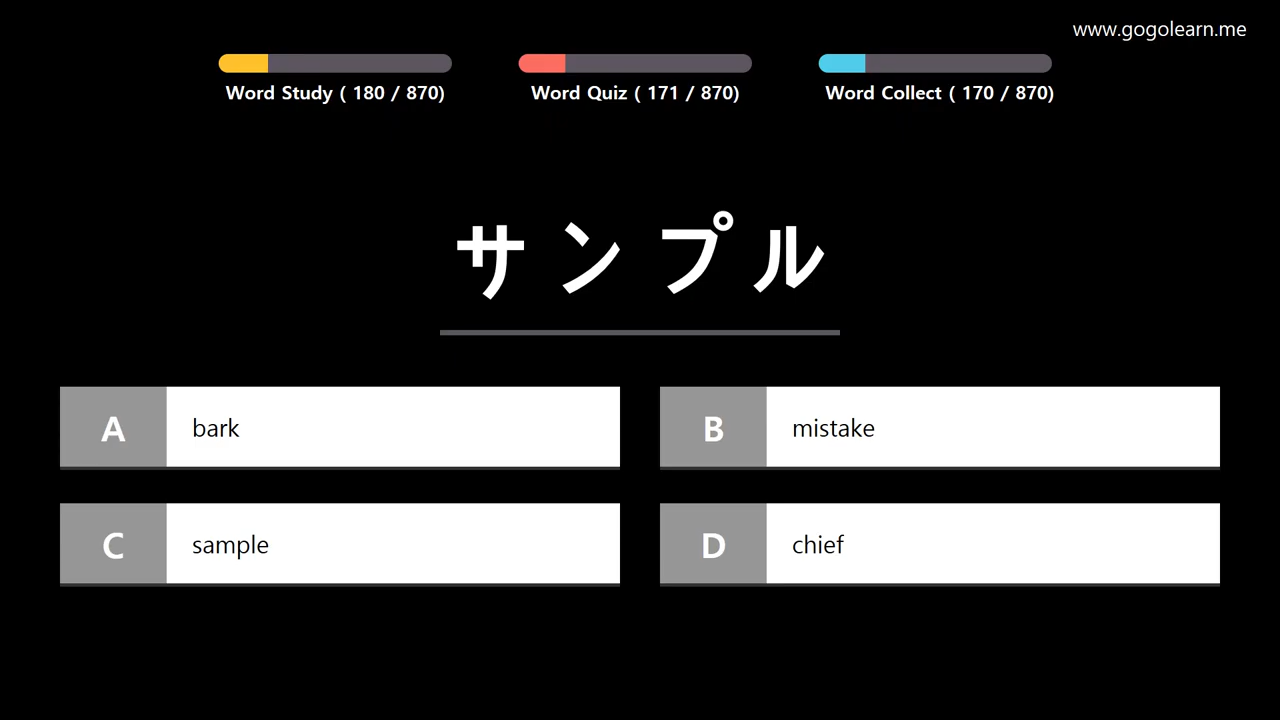 www.gogolearn.me
Word Study ( 180 / 870)
Word Quiz ( 171 / 870)
Word Collect ( 170 / 870)
サンプル
A bark
B mistake
C sample
D chief